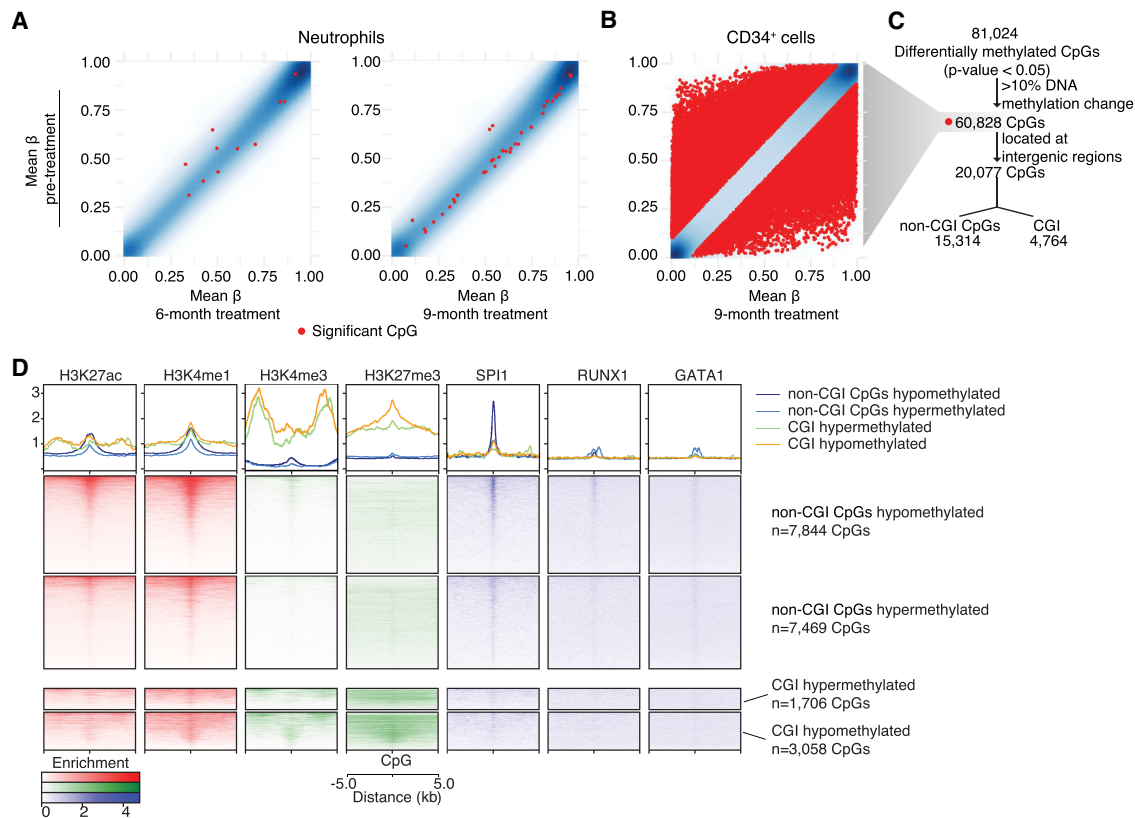 A
Neutrophils
1.00
0.75
0.50
0.25
0.00
Mean β
pre-treatment
0.00 0.25 0.50 0.75 1.00
Mean β
6-month treatment
1.00
0.75
0.50
0.25
0.00
0.00 0.25 0.50 0.75 1.00
Mean β
9-month treatment
Significant CpG
B
CD34+ cells
1.00
0.75
0.50
0.25
0.00
0.00 0.25 0.50 0.75 1.00
Mean β
9-month treatment
C
81,024
Differentially methylated CpGs
(p-value < 0.05)
>10% DNA
methylation change
60,828 CpGs
located at
intergenic regions
20,077 CpGs
non-CGI CpGs CGI
15,314 4,764
D
H3K27ac H3K4me1 H3K4me3 H3K27me3 SPI1 RUNX1 GATA1
3
2
1
non-CGI CpGs hypomethylated
non-CGI CpGs hypermethylated
CGI hypermethylated
CGI hypomethylated
non-CGI CpGs hypomethylated
n=7,844 CpGs
non-CGI CpGs hypermethylated
n=7,469 CpGs
CGI hypermethylated
n=1,706 CpGs
CGI hypomethylated
n=3,058 CpGs
Enrichment
0 2 4
CpG
-5.0 5.0
Distance (kb)